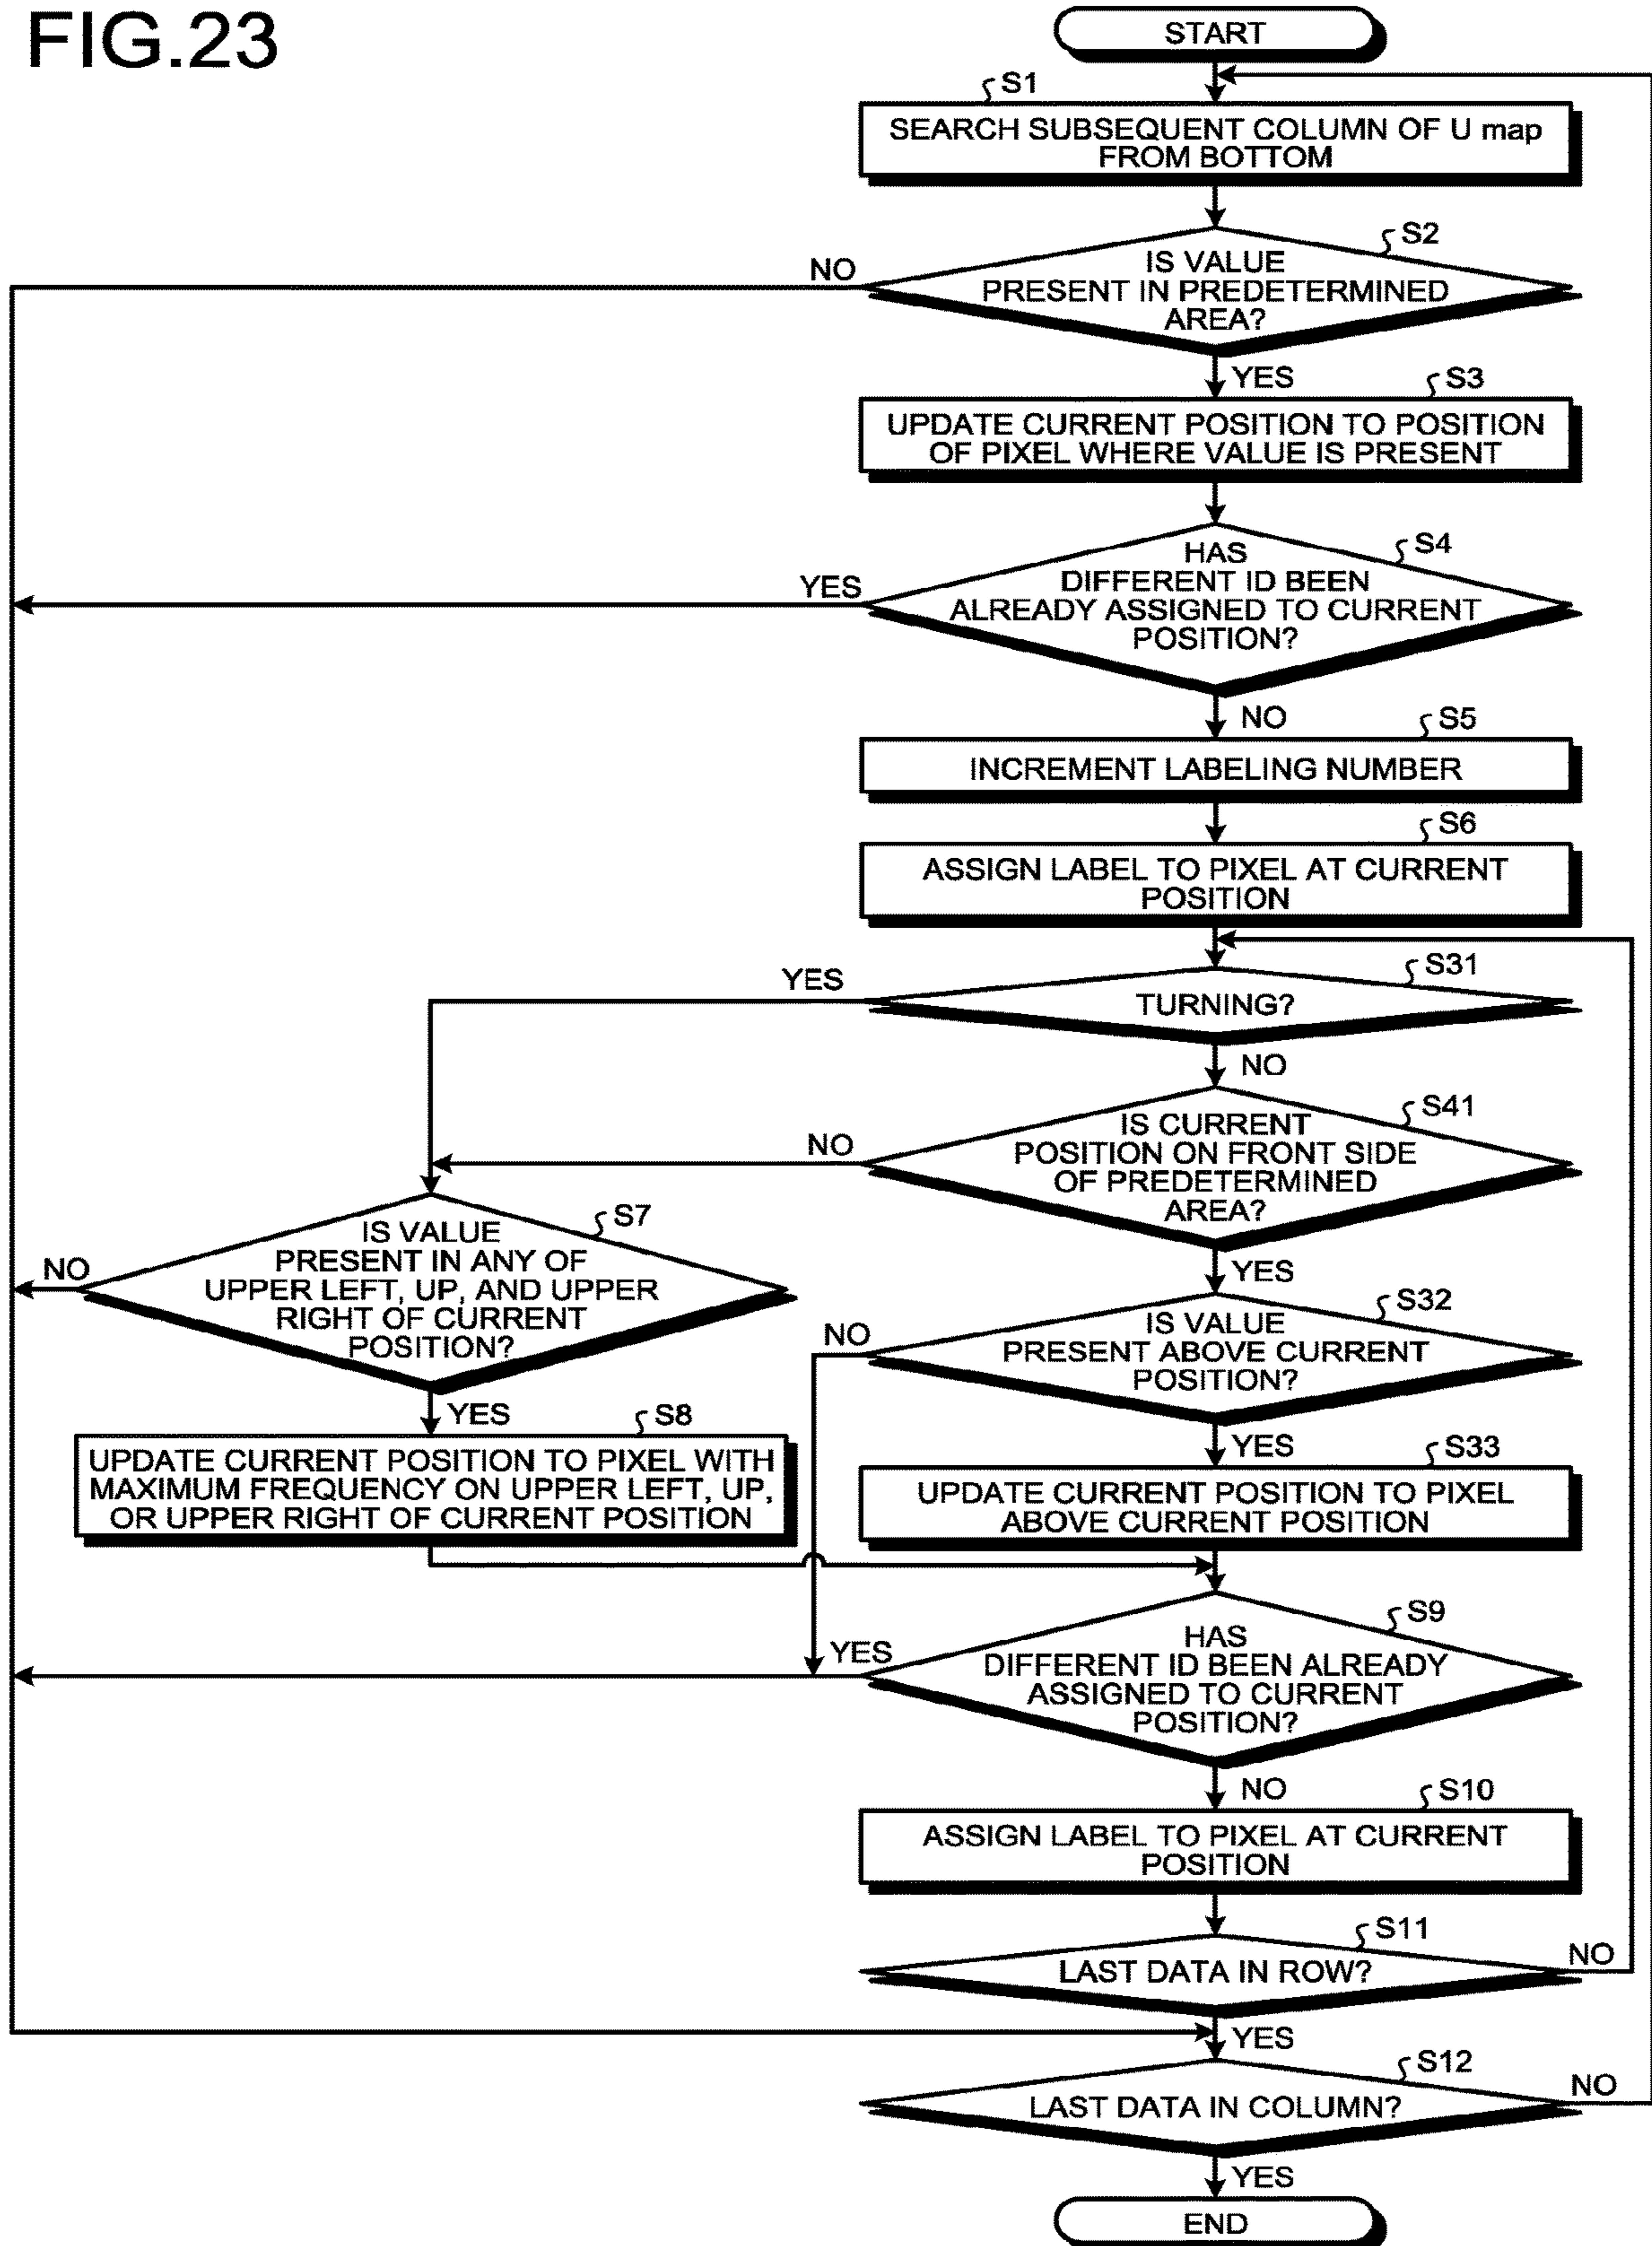 FIG.23
START
S1
SEARCH SUBSEQUENT COLUMN OF U map
FROM BOTTOM
S2
IS VALUE
PRESENT IN PREDETERMINED
AREA?
NO
YES
S3
UPDATE CURRENT POSITION TO POSITION
OF PIXEL WHERE VALUE IS PRESENT
S4
HAS
DIFFERENT ID BEEN
ALREADY ASSIGNED TO CURRENT
POSITION?
YES
NO
S5
INCREMENT LABELING NUMBER
S6
ASSIGN LABEL TO PIXEL AT CURRENT
POSITION
S31
TURNING?
YES
NO
S41
IS CURRENT
POSITION ON FRONT SIDE
OF PREDETERMINED
AREA?
NO
YES
S7
IS VALUE
PRESENT IN ANY OF
UPPER LEFT, UP, AND UPPER
RIGHT OF CURRENT
POSITION?
NO
YES
S8
UPDATE CURRENT POSITION TO PIXEL WITH
MAXIMUM FREQUENCY ON UPPER LEFT, UP,
OR UPPER RIGHT OF CURRENT POSITION
S32
IS VALUE
PRESENT ABOVE CURRENT
POSITION?
NO
YES
S33
UPDATE CURRENT POSITION TO PIXEL
ABOVE CURRENT POSITION
S9
HAS
DIFFERENT ID BEEN ALREADY
ASSIGNED TO CURRENT
POSITION?
YES
NO
S10
ASSIGN LABEL TO PIXEL AT CURRENT
POSITION
S11
LAST DATA IN ROW?
NO
YES
S12
LAST DATA IN COLUMN?
NO
YES
END